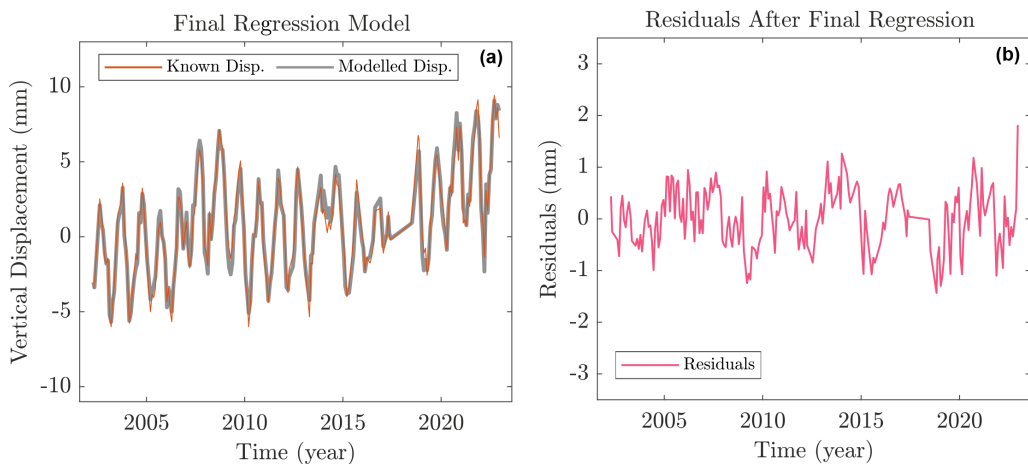 Final Regression Model
(a)
Known Disp.
Modelled Disp.
Vertical Displacement (mm)
10
5
0
-5
-10
2005
2010
2015
2020
Time (year)
Residuals After Final Regression
(b)
Residuals (mm)
3
2
1
0
-1
-2
-3
Residuals
2005
2010
2015
2020
Time (year)